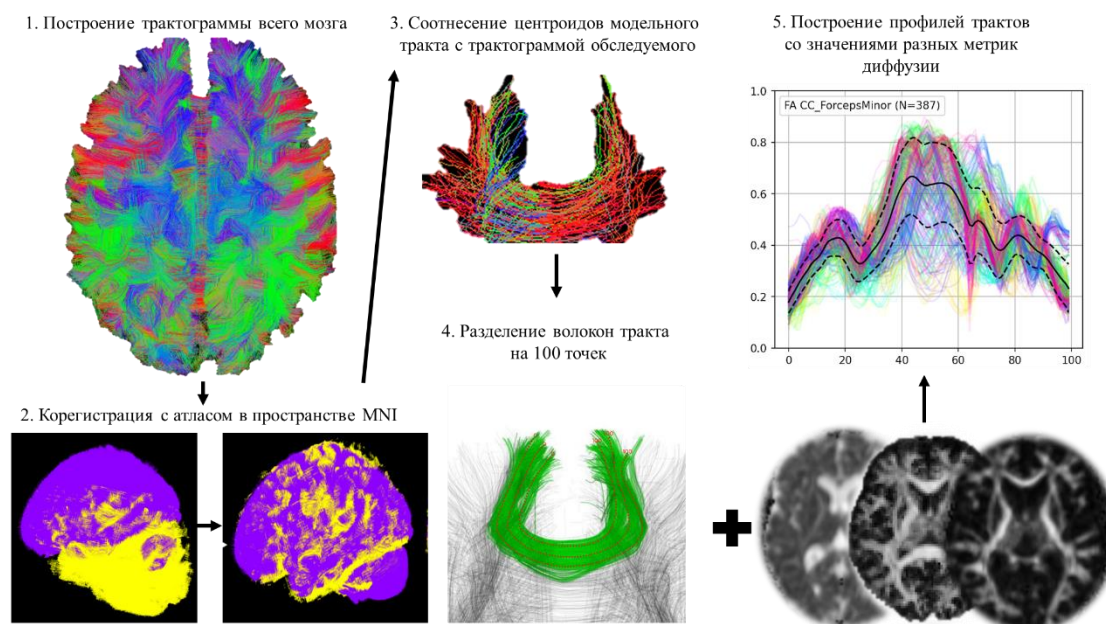 1. Построение трактограммы всего мозга
2. Корегистрация с атласом в пространстве MNI
3. Соотнесение центроидов модельного
тракта с трактограммой обследуемого
4. Разделение волокон тракта
на 100 точек
5. Построение профилей трактов
со значениями разных метрик
диффузии
FA CC_ForcepsMinor (N=387)
1.0
0.8
0.6
0.4
0.2
0.0
0 20 40 60 80 100